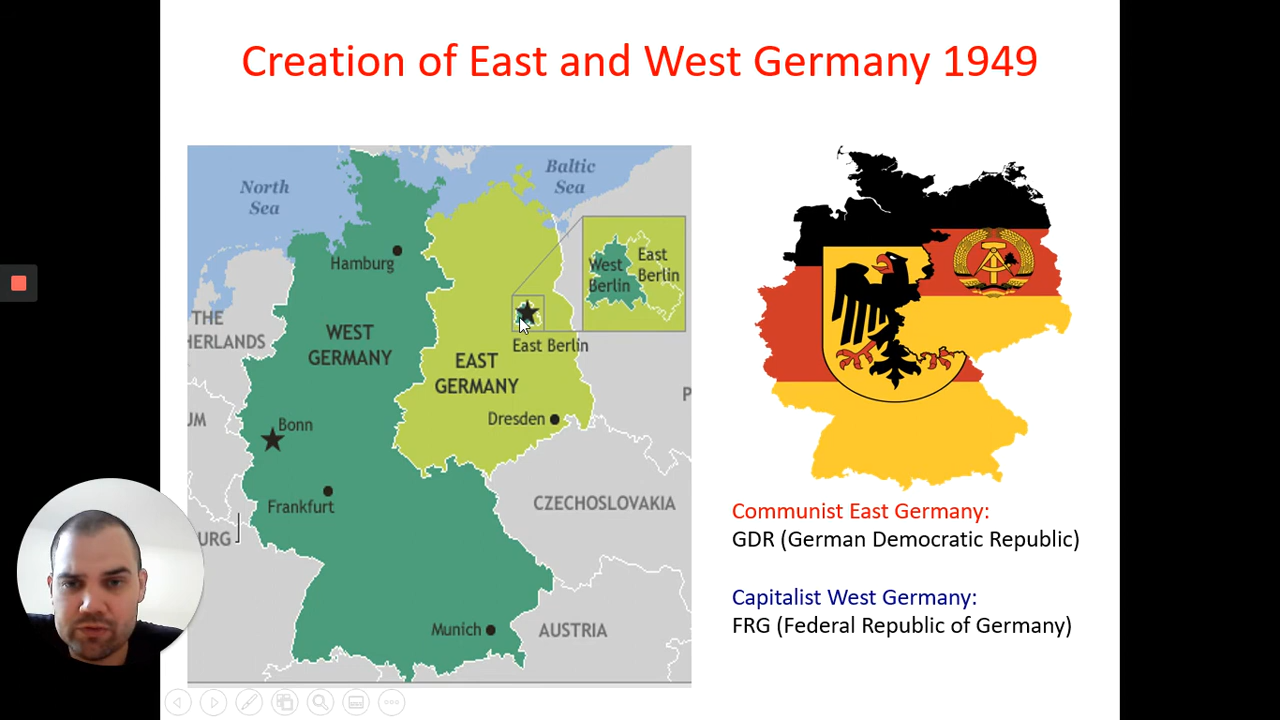 Creation of East and West Germany 1949
North
Sea
Baltic
Sea
Hamburg
West
Berlin
East
Berlin
THE
HERLANDS
WEST
GERMANY
East Berlin
EAST
GERMANY
Dresden
P
UM
Bonn
Frankfurt
CZECHOSLOVAKIA
URG
Munich
AUSTRIA
Communist East Germany:
GDR (German Democratic Republic)
Capitalist West Germany:
FRG (Federal Republic of Germany)